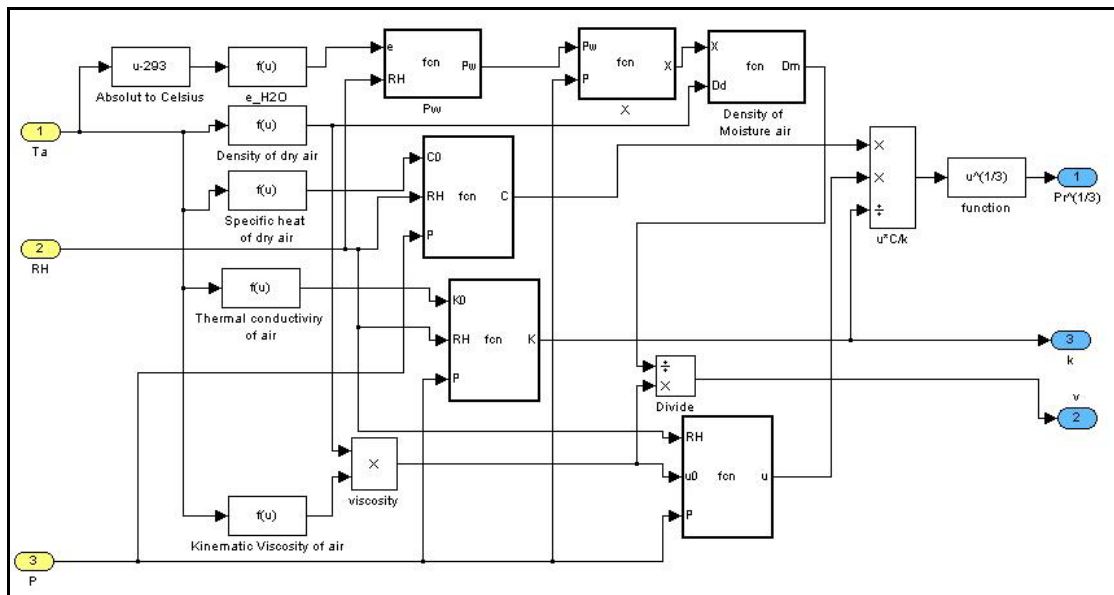 u-293
Absolut to Celsius
f(u)
e_H2O
e
RH
fcn
Pw
Pw
Pw
P
fcn
X
X
X
Dd
fcn
Dm
Density of
Moisture air
1
Ta
f(u)
Density of dry air
f(u)
Specific heat
of dry air
C0
RH
P
fcn
C
×
×
÷
u*C/k
u^(1/3)
function
1
Pr^(1/3)
2
RH
f(u)
Thermal conductiviry
of air
K0
RH
P
fcn
K
3
k
÷
×
Divide
v
2
RH
u0
P
fcn
u
×
viscosity
f(u)
Kinematic Viscosity of air
3
P